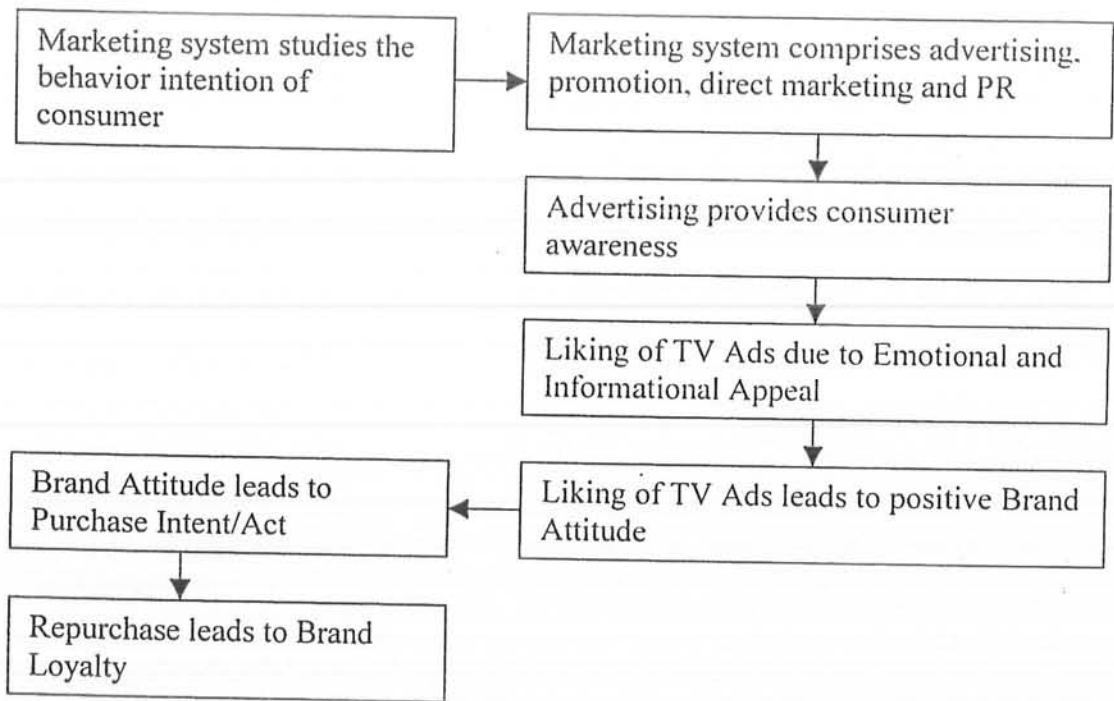 Marketing system studies the
behavior intention of
consumer
Marketing system comprises advertising,
promotion, direct marketing and PR
Advertising provides consumer
awareness
Liking of TV Ads due to Emotional and
Informational Appeal
Liking of TV Ads leads to positive Brand
Attitude
Brand Attitude leads to
Purchase Intent/Act
Repurchase leads to Brand
Loyalty